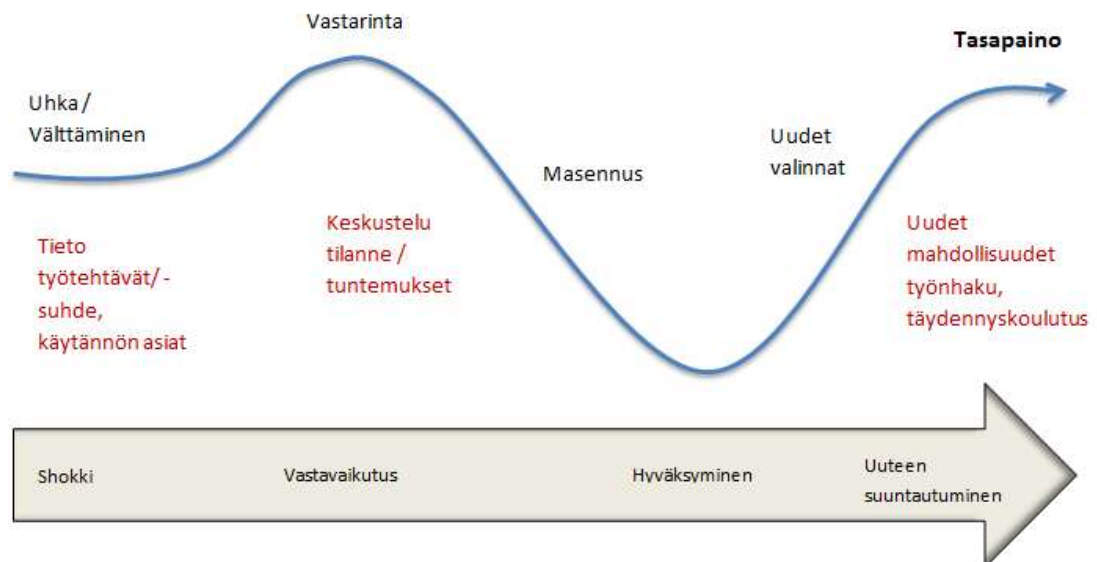 Vastarinta
Tasapaino
Uhka /
Välttäminen
Uudet
valinnat
Masennus
Keskustelu
tilanne /
tuntemukset
Uudet
mahdollisuudet
työnhaku,
täydennyskoulutus
Tieto
työtehtävät/ -
suhde,
käytännön asiat
Shokki
Vastavaikutus
Hyväksyminen
Uuteen
suuntautuminen